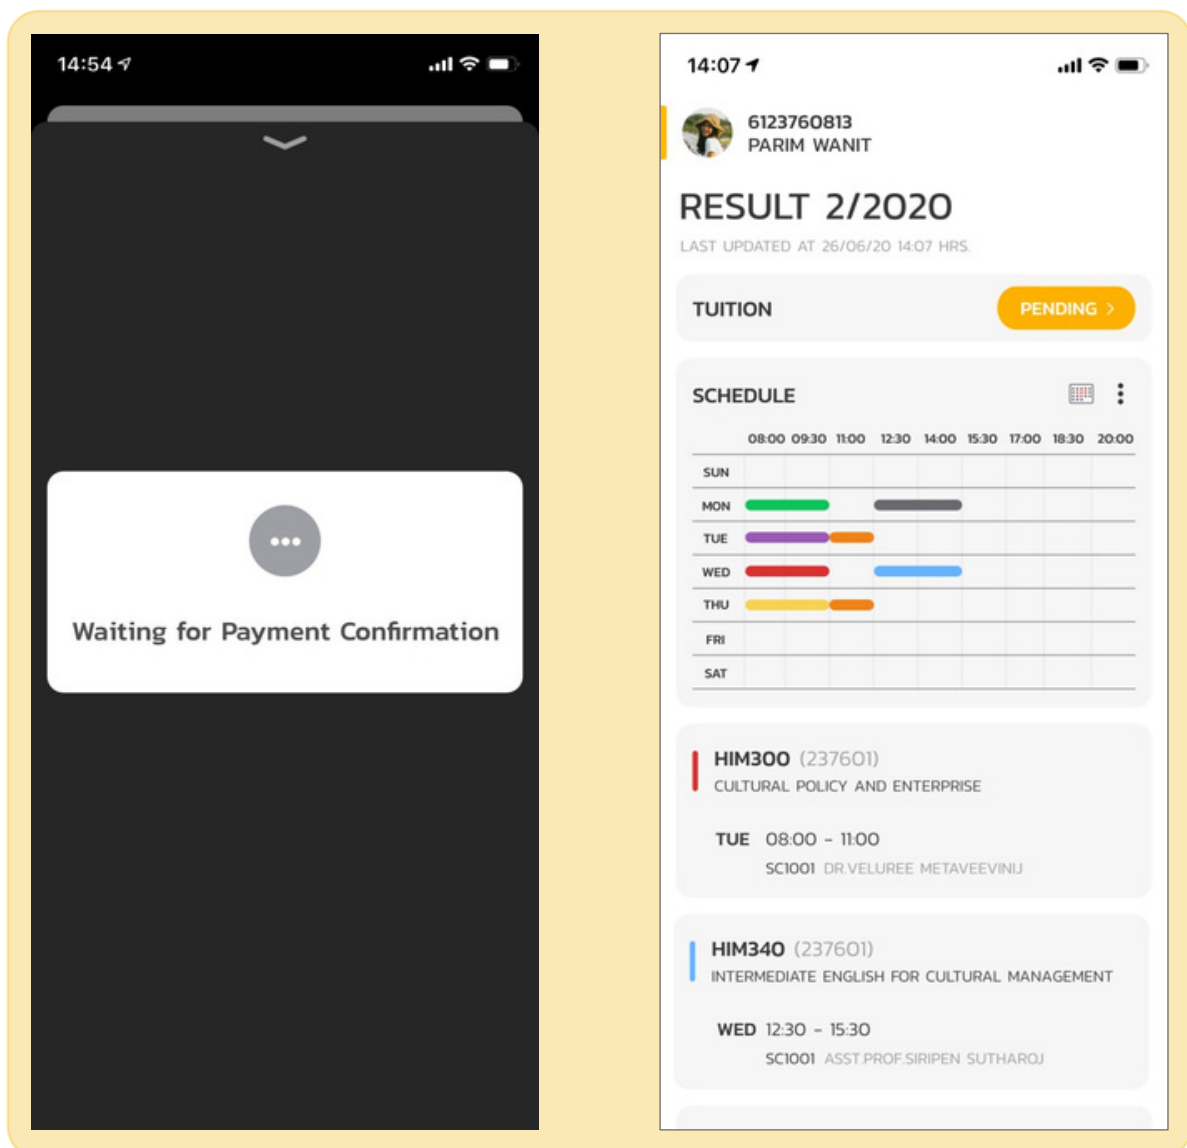 14:54
Waiting for Payment Confirmation
14:07
6123760813
PARIM WANIT
RESULT 2/2020
LAST UPDATED AT 26/06/20 14:07 HRS.
TUITION
PENDING >
SCHEDULE
08:00 09:30 11:00 12:30 14:00 15:30 17:00 18:30 20:00
SUN
MON
TUE
WED
THU
FRI
SAT
HIM300 (237601)
CULTURAL POLICY AND ENTERPRISE
TUE 08:00 - 11:00
SC1001 DR.VELUREE METAVEEVINIJ
HIM340 (237601)
INTERMEDIATE ENGLISH FOR CULTURAL MANAGEMENT
WED 12:30 - 15:30
SC1001 ASST.PROF.SIRIPEN SUTHAROJ